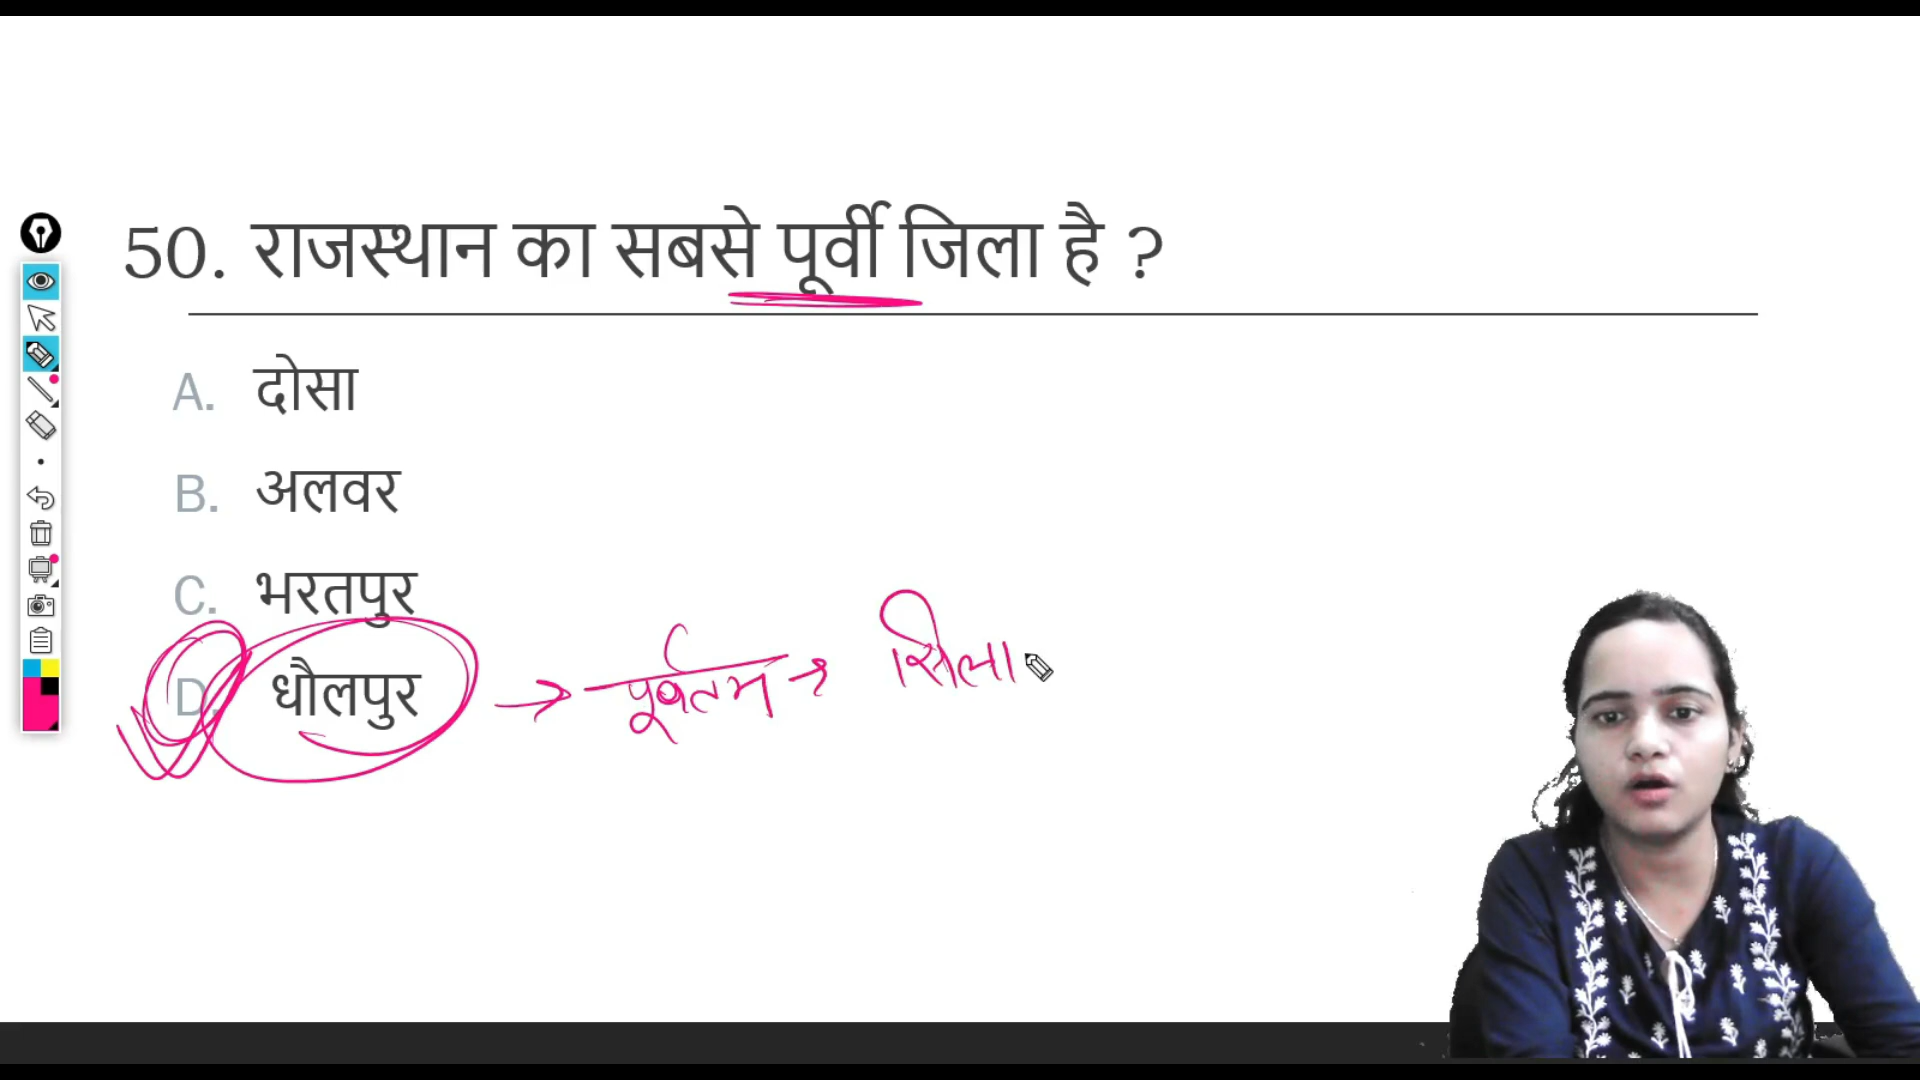 50. राजस्थान का सबसे पूर्वी जिला है ?
A. दोसा
B. अलवर
C. भरतपुर
D. धौलपुर → पूर्वतम →